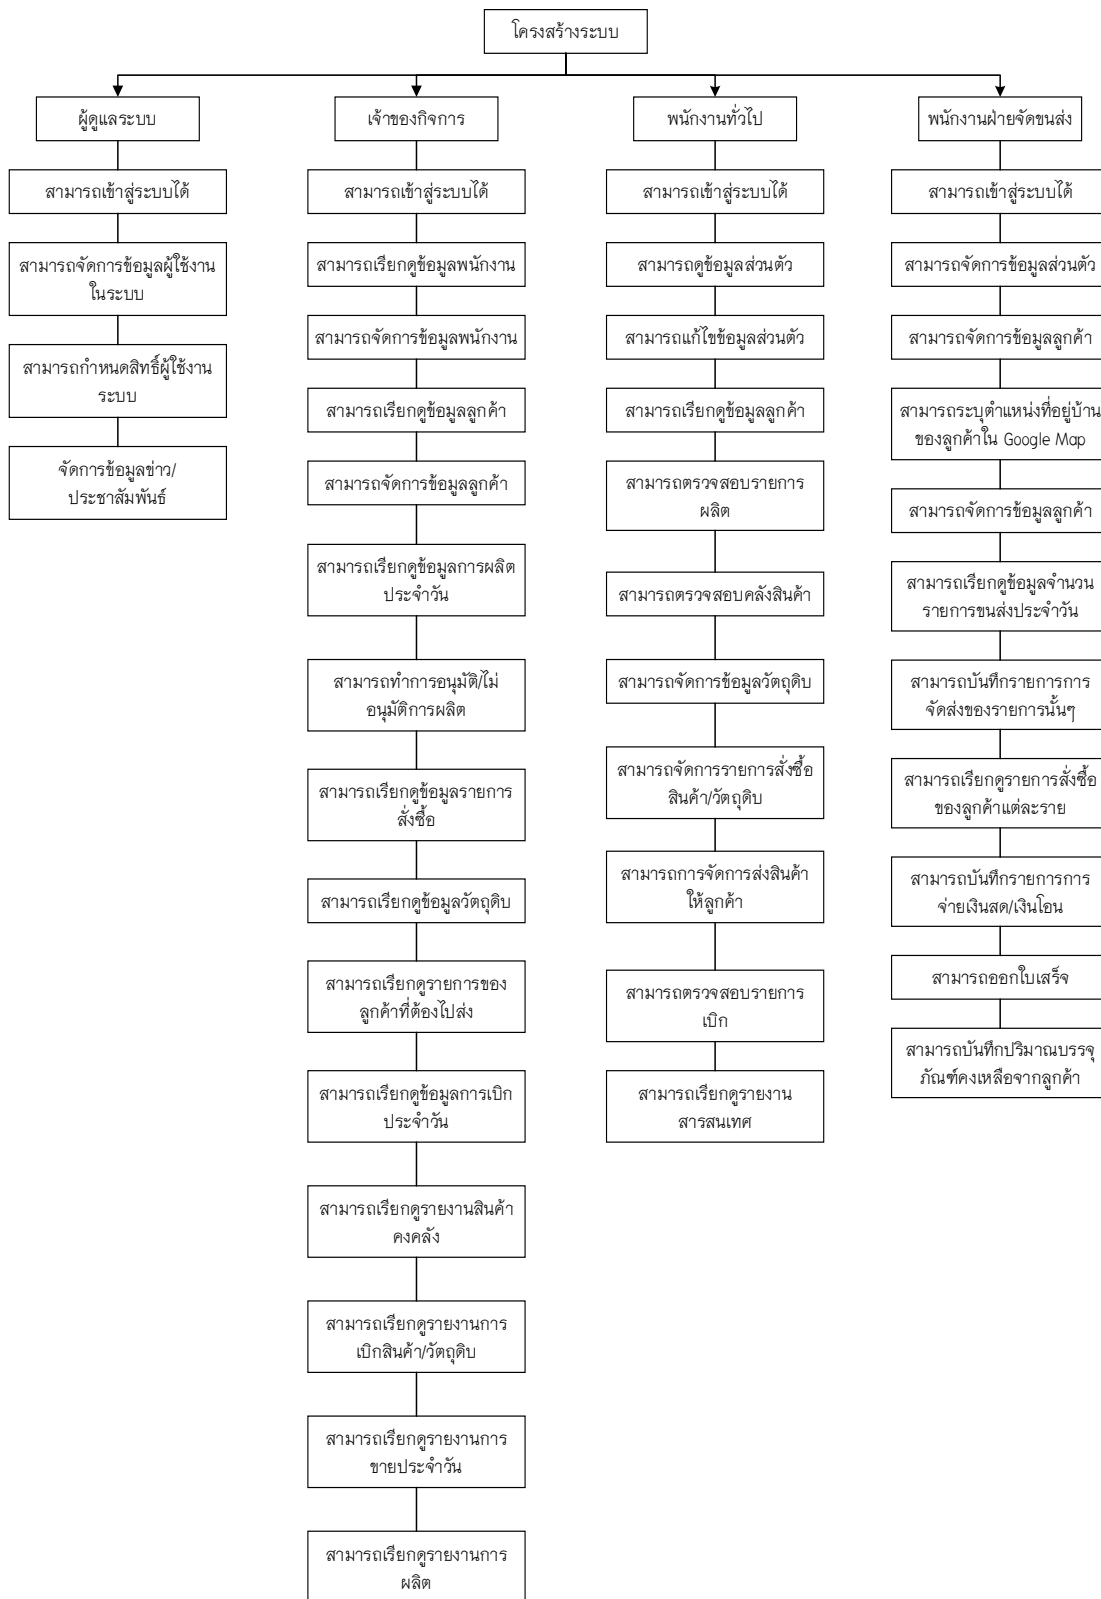 โครงสร้างระบบ
ผู้ดูแลระบบ
สามารถเข้าสู่ระบบได้
สามารถจัดการข้อมูลผู้ใช้งาน
ในระบบ
สามารถกำหนดสิทธิ์ผู้ใช้งาน
ระบบ
จัดการข้อมูลข่าว/
ประชาสัมพันธ์
เจ้าของกิจการ
สามารถเข้าสู่ระบบได้
สามารถเรียกดูข้อมูลพนักงาน
สามารถจัดการข้อมูลพนักงาน
สามารถเรียกดูข้อมูลลูกค้า
สามารถจัดการข้อมูลลูกค้า
สามารถเรียกดูข้อมูลการผลิต
ประจำวัน
สามารถทำการอนุมัติ/ไม่
อนุมัติการผลิต
สามารถเรียกดูข้อมูลรายการ
สั่งซื้อ
สามารถเรียกดูข้อมูลวัตถุดิบ
สามารถเรียกดูรายการของ
ลูกค้าที่ต้องไปส่ง
สามารถเรียกดูข้อมูลการเบิก
ประจำวัน
สามารถเรียกดูรายงานสินค้า
คงคลัง
สามารถเรียกดูรายงานการ
เบิกสินค้า/วัตถุดิบ
สามารถเรียกดูรายงานการ
ขายประจำวัน
สามารถเรียกดูรายงานการ
ผลิต
พนักงานทั่วไป
สามารถเข้าสู่ระบบได้
สามารถดูข้อมูลส่วนตัว
สามารถแก้ไขข้อมูลส่วนตัว
สามารถเรียกดูข้อมูลลูกค้า
สามารถตรวจสอบรายการ
ผลิต
สามารถตรวจสอบคลังสินค้า
สามารถจัดการข้อมูลวัตถุดิบ
สามารถจัดการรายการสั่งซื้อ
สินค้า/วัตถุดิบ
สามารถการจัดการส่งสินค้า
ให้ลูกค้า
สามารถตรวจสอบรายการ
เบิก
สามารถเรียกดูรายงาน
สารสนเทศ
พนักงานฝ่ายจัดขนส่ง
สามารถเข้าสู่ระบบได้
สามารถจัดการข้อมูลส่วนตัว
สามารถจัดการข้อมูลลูกค้า
สามารถระบุตำแหน่งที่อยู่บ้าน
ของลูกค้าใน Google Map
สามารถจัดการข้อมูลลูกค้า
สามารถเรียกดูข้อมูลจำนวน
รายการขนส่งประจำวัน
สามารถบันทึกรายการการ
จัดส่งของรายการนั้นๆ
สามารถเรียกดูรายการสั่งซื้อ
ของลูกค้าแต่ละราย
สามารถบันทึกรายการการ
จ่ายเงินสด/เงินโอน
สามารถออกใบเสร็จ
สามารถบันทึกปริมาณบรรจุ
ภัณฑ์คงเหลือจากลูกค้า